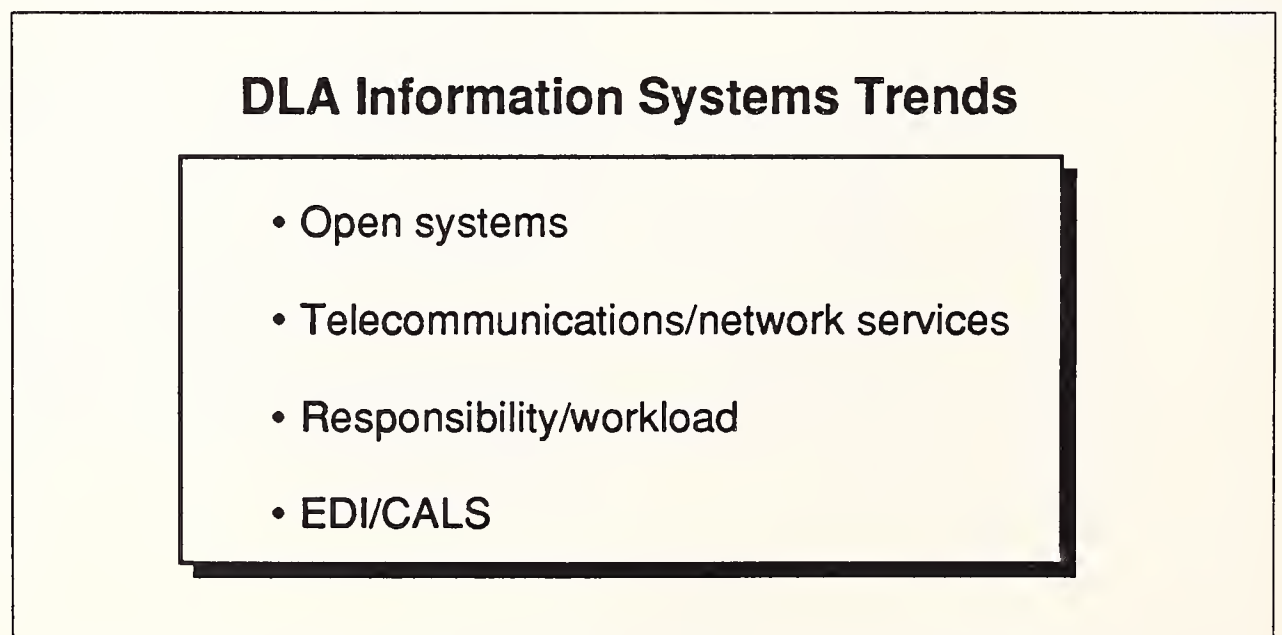 DLA Information Systems Trends
• Open systems
• Telecommunications/network services
• Responsibility/workload
• EDI/CALS